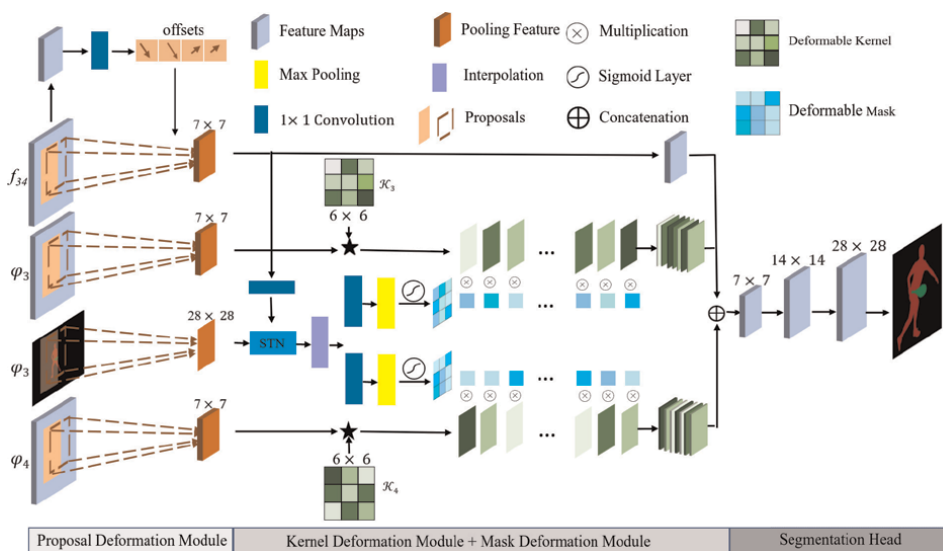 offsets
Feature Maps
Pooling Feature
Multiplication
Deformable Kernel
Max Pooling
Interpolation
Sigmoid Layer
1×1 Convolution
Proposals
Concatenation
Deformable Mask
7 × 7
f34
𝒦3
6 × 6
7 × 7
φ3
...
28 × 28
14 × 14
7 × 7
28 × 28
φ3
STN
...
7 × 7
φ4
6 × 6
𝒦4
Proposal Deformation Module
Kernel Deformation Module + Mask Deformation Module
Segmentation Head